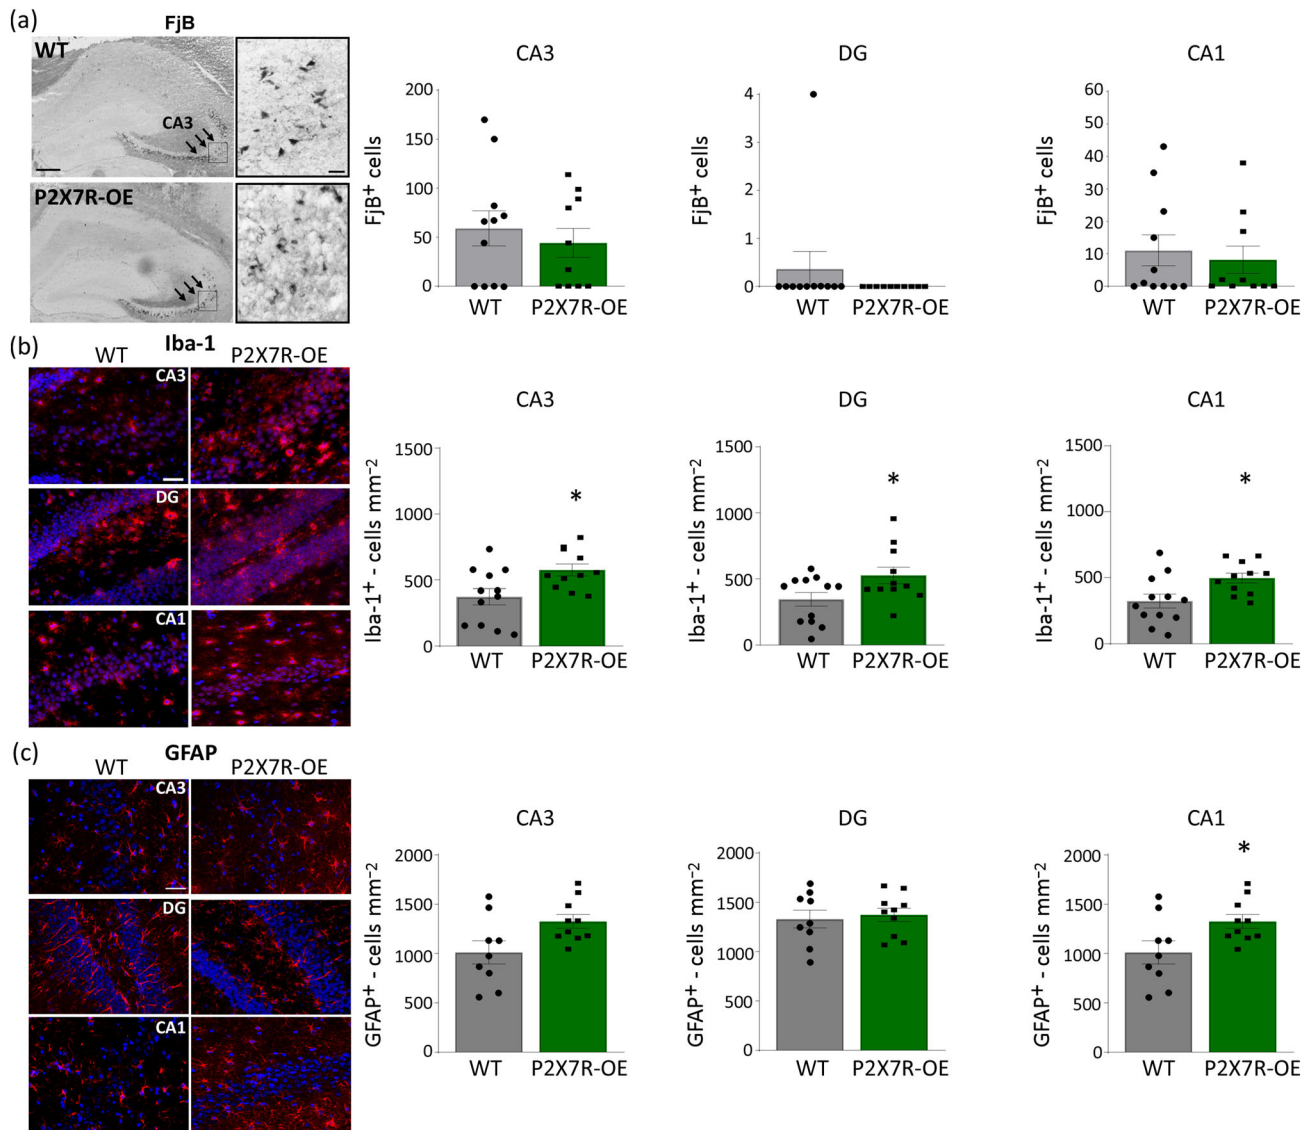 (a)
FjB
WT
CA3
P2X7R-OE
CA3
FjB+ cells
200
150
100
50
0
WT P2X7R-OE
DG
FjB+ cells
4
3
2
1
0
WT P2X7R-OE
CA1
FjB+ cells
60
50
40
30
20
10
0
WT P2X7R-OE
(b)
Iba-1
WT P2X7R-OE
CA3
DG
CA1
CA3
Iba-1+ - cells mm−2
1500
1000
500
0
*
WT P2X7R-OE
DG
Iba-1+ - cells mm−2
1500
1000
500
0
*
WT P2X7R-OE
CA1
Iba-1+ - cells mm−2
1500
1000
500
0
*
WT P2X7R-OE
(c)
GFAP
WT P2X7R-OE
CA3
DG
CA1
CA3
GFAP+ - cells mm−2
2000
1500
1000
500
0
WT P2X7R-OE
DG
GFAP+ - cells mm−2
2000
1500
1000
500
0
WT P2X7R-OE
CA1
GFAP+ - cells mm−2
2000
1500
1000
500
0
*
WT P2X7R-OE